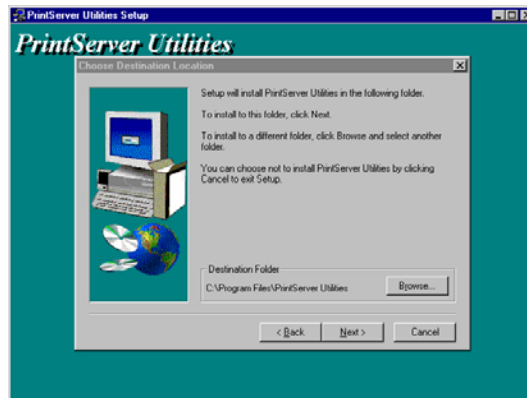 PrintServer Utilities Setup
PrintServer Utilities
Choose Destination Location
Setup will install PrintServer Utilities in the following folder.
To install to this folder, click Next.
To install to a different folder, click Browse and select another
folder.
You can choose not to install PrintServer Utilities by clicking
Cancel to exit Setup.
Destination Folder
C:\Program Files\PrintServer Utilities
Browse...
< Back
Next >
Cancel